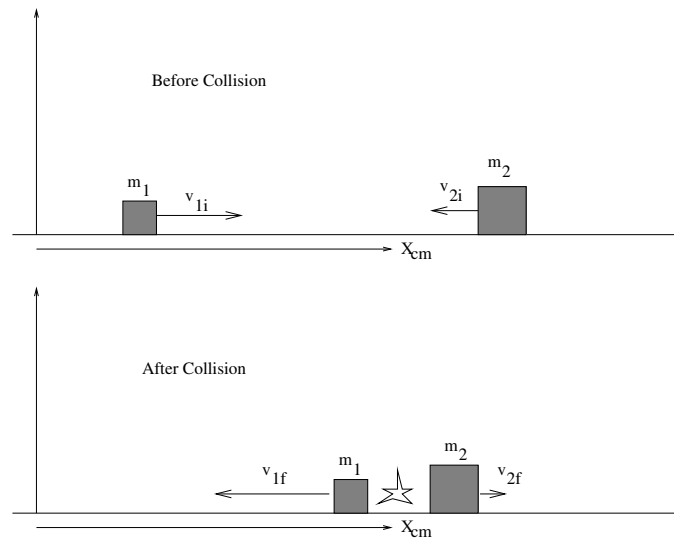 Before Collision
m1
v1i
v2i
m2
Xcm
After Collision
v1f
m1
m2
v2f
Xcm